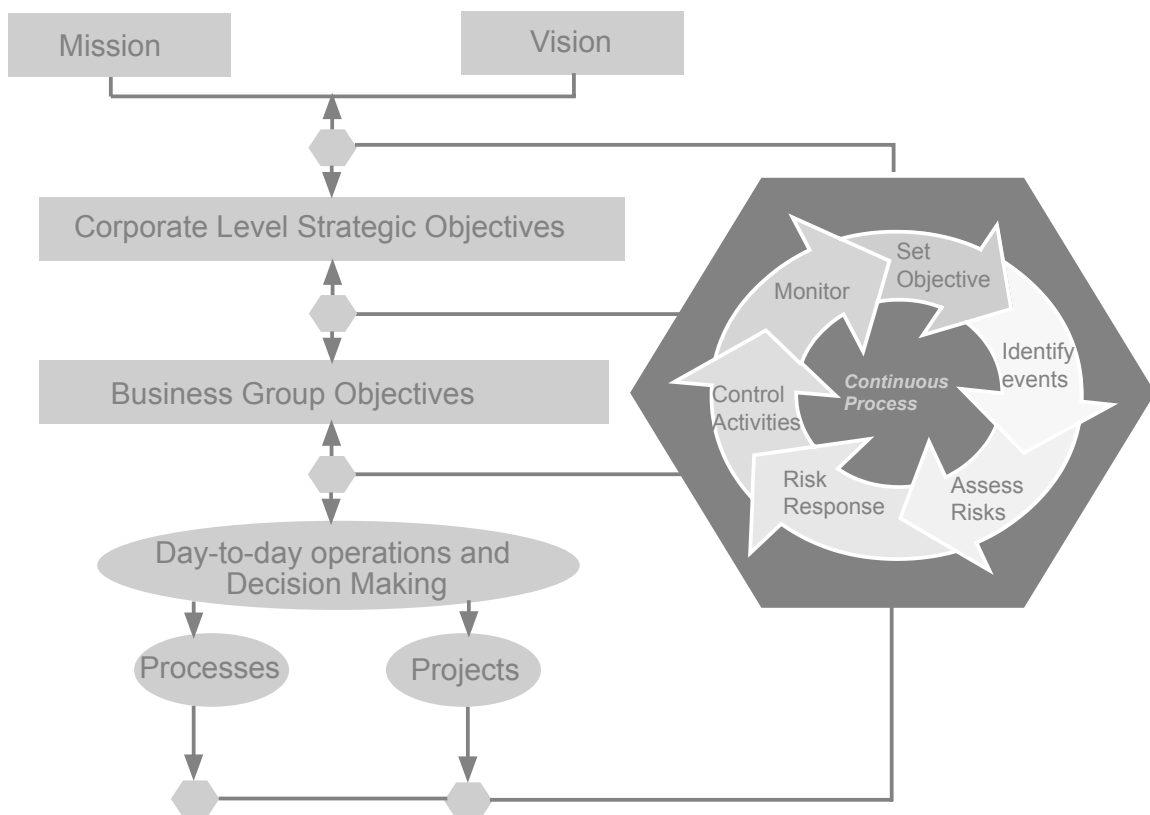 Mission
Vision
Corporate Level Strategic Objectives
Business Group Objectives
Day-to-day operations and
Decision Making
Processes
Projects
Set
Objective
Identify
events
Assess
Risks
Risk
Response
Control
Activities
Monitor
Continuous
Process